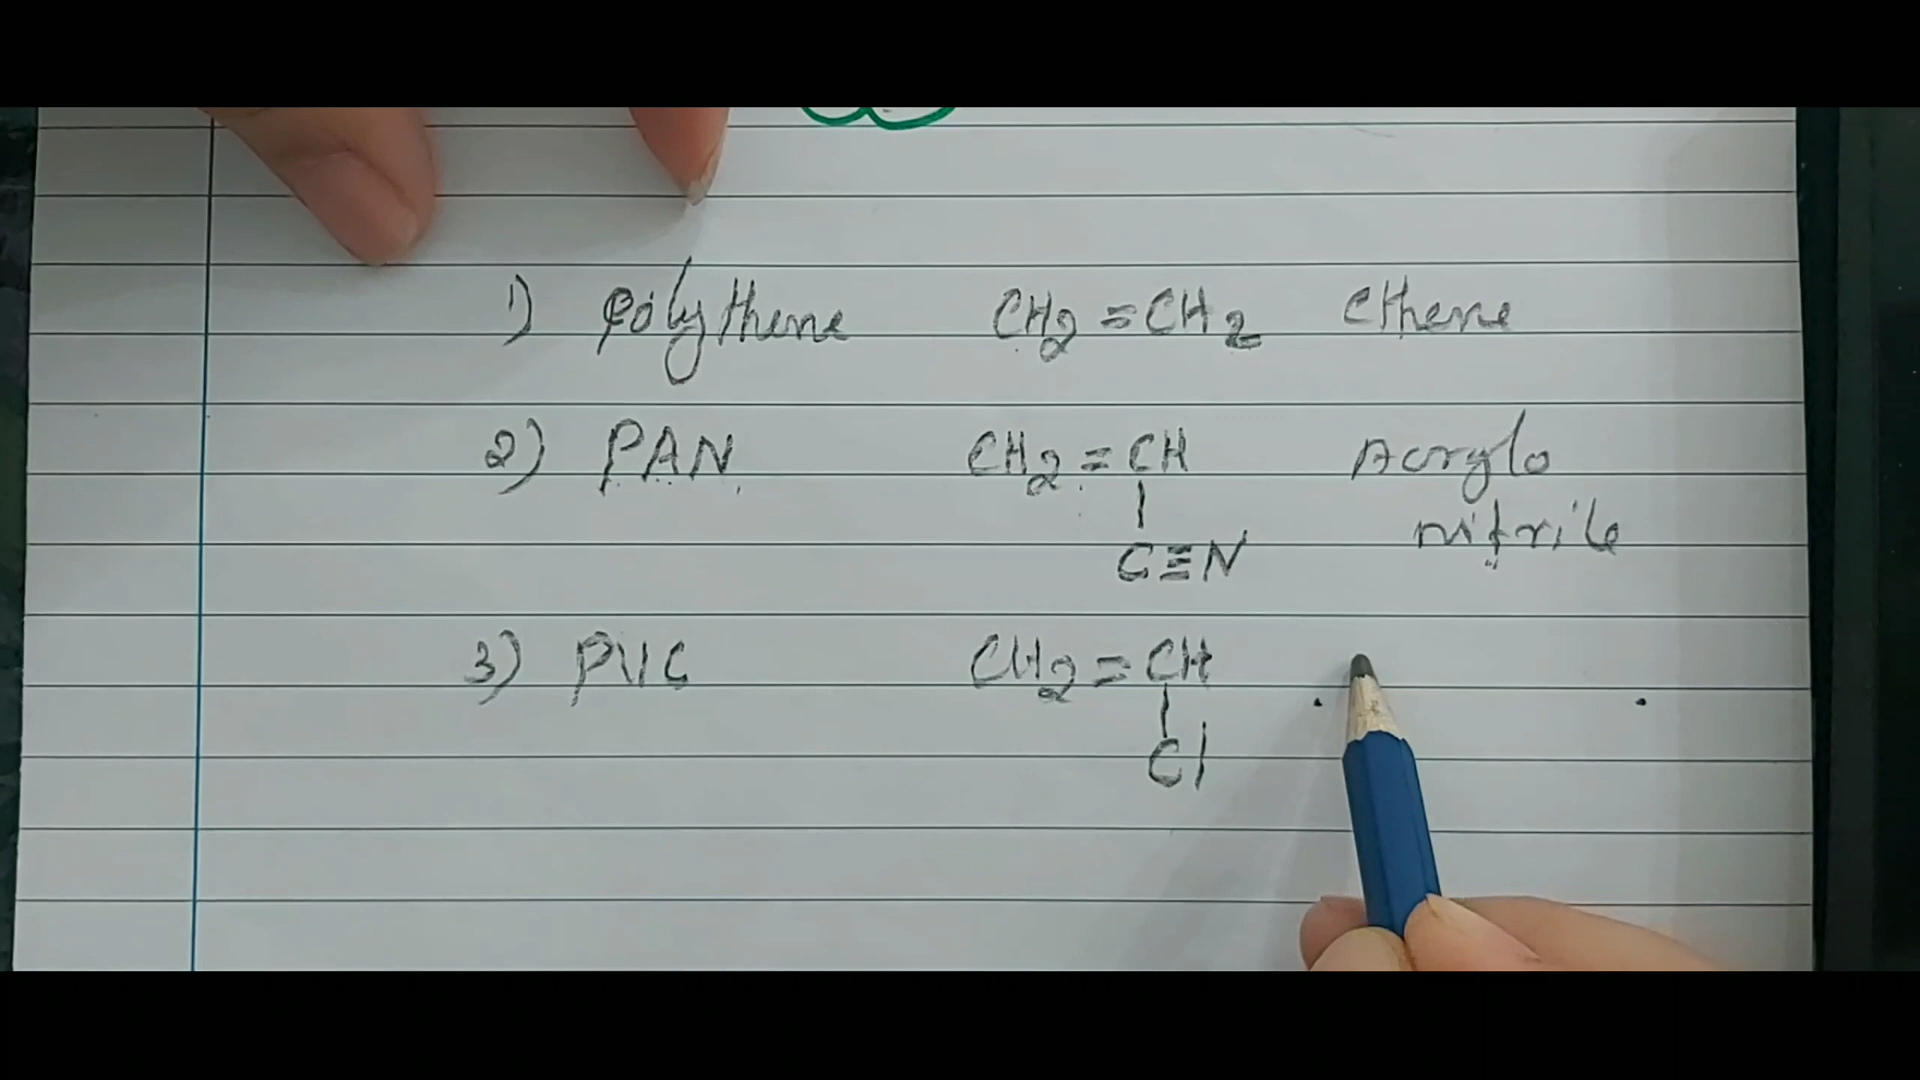 1) polythene CH2=CH2 Ethene
2) PAN CH2=CH Acrylo
|
nitrile
C≡N
3) PVC CH2=CH
|
Cl